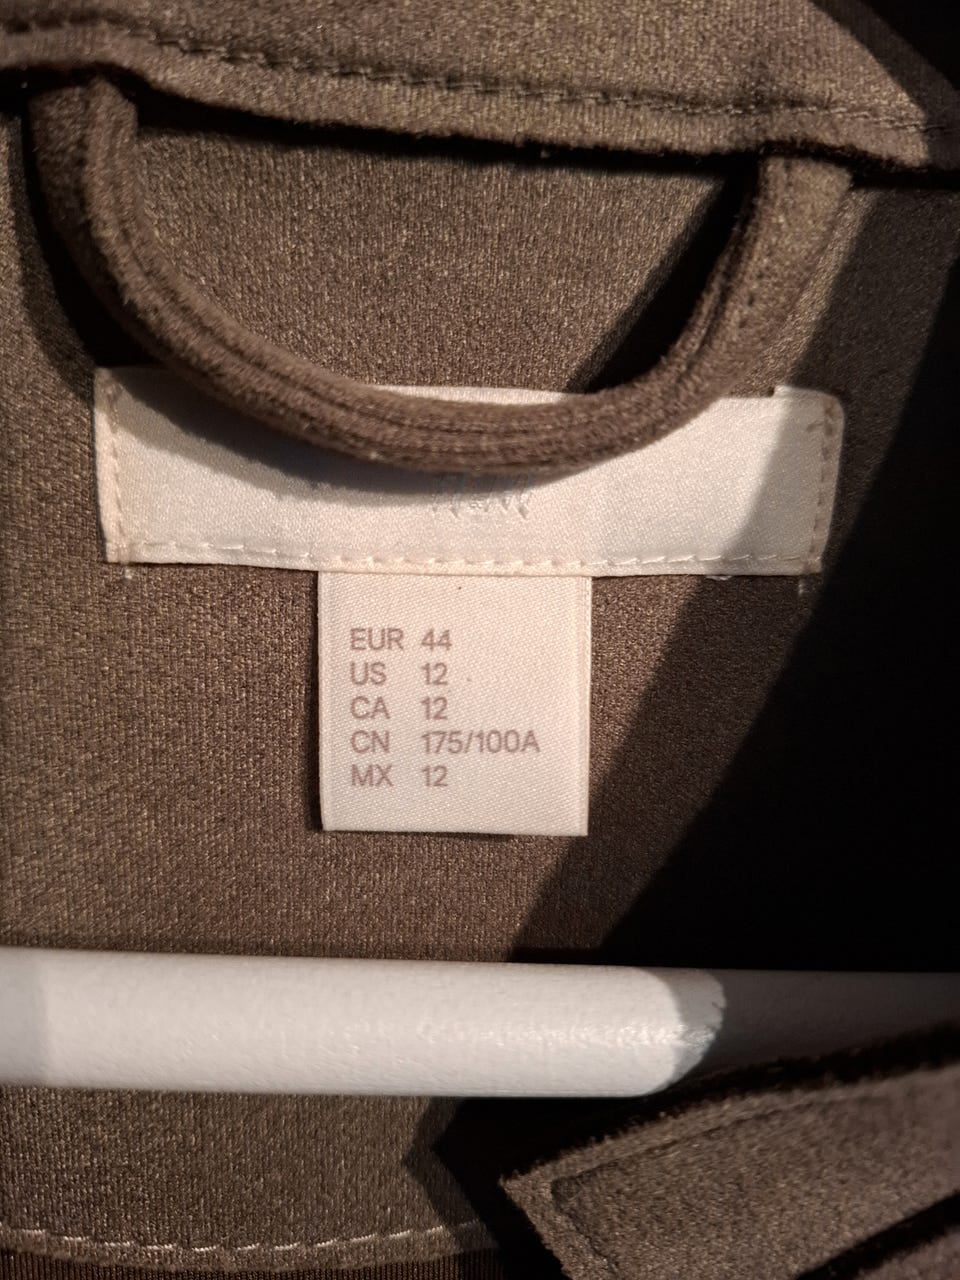 EUR 44
US 12
CA 12
CN 175/100A
MX 12